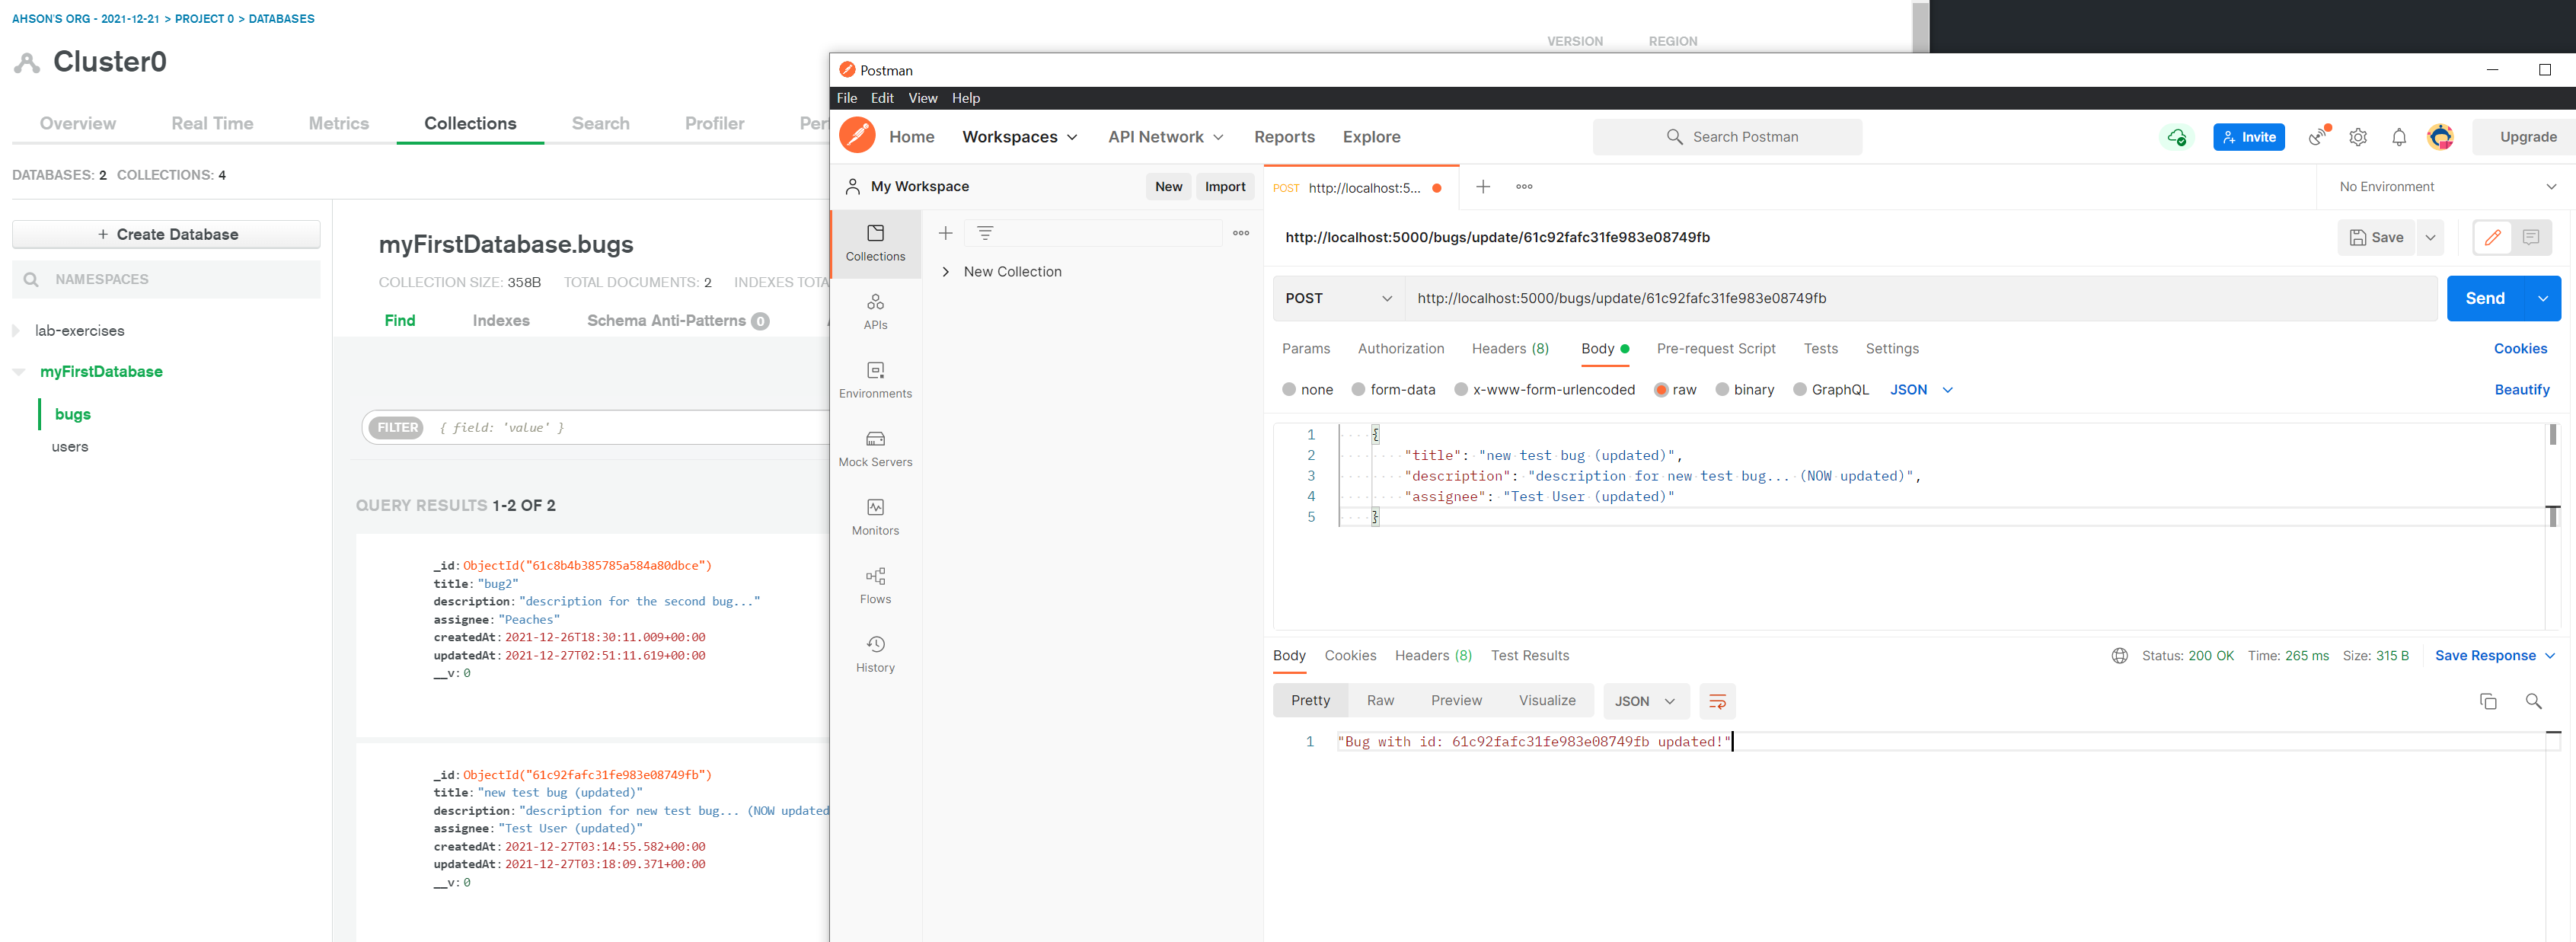 AHSON'S ORG - 2021-12-21 > PROJECT 0 > DATABASES
Cluster0
VERSION REGION
Overview Real Time Metrics Collections Search Profiler
DATABASES: 2 COLLECTIONS: 4
+ Create Database
NAMESPACES
lab-exercises
myFirstDatabase
bugs
users
myFirstDatabase.bugs
COLLECTION SIZE: 358B TOTAL DOCUMENTS: 2 INDEXES TOTA
Find Indexes Schema Anti-Patterns 0
FILTER { field: 'value' }
QUERY RESULTS 1-2 OF 2
_id: ObjectId("61c8b4b385785a584a80dbce")
title: "bug2"
description: "description for the second bug..."
assignee: "Peaches"
createdAt: 2021-12-26T18:30:11.009+00:00
updatedAt: 2021-12-27T02:51:11.619+00:00
__v: 0
_id: ObjectId("61c92fafc31fe983e08749fb")
title: "new test bug (updated)"
description: "description for new test bug... (NOW updated
assignee: "Test User (updated)"
createdAt: 2021-12-27T03:14:55.582+00:00
updatedAt: 2021-12-27T03:18:09.371+00:00
__v: 0
Postman
File Edit View Help
Home Workspaces API Network Reports Explore
Search Postman
Invite
Upgrade
My Workspace
New Import
Collections
APIs
Environments
Mock Servers
Monitors
Flows
History
New Collection
POST http://localhost:5...
No Environment
http://localhost:5000/bugs/update/61c92fafc31fe983e08749fb
Save
POST http://localhost:5000/bugs/update/61c92fafc31fe983e08749fb
Send
Params Authorization Headers (8) Body Pre-request Script Tests Settings
Cookies
none form-data x-www-form-urlencoded raw binary GraphQL JSON
Beautify
1 {
2 "title": "new test bug (updated)",
3 "description": "description for new test bug... (NOW updated)",
4 "assignee": "Test User (updated)"
5 }
Body Cookies Headers (8) Test Results
Status: 200 OK Time: 265 ms Size: 315 B Save Response
Pretty Raw Preview Visualize JSON
1 "Bug with id: 61c92fafc31fe983e08749fb updated!"